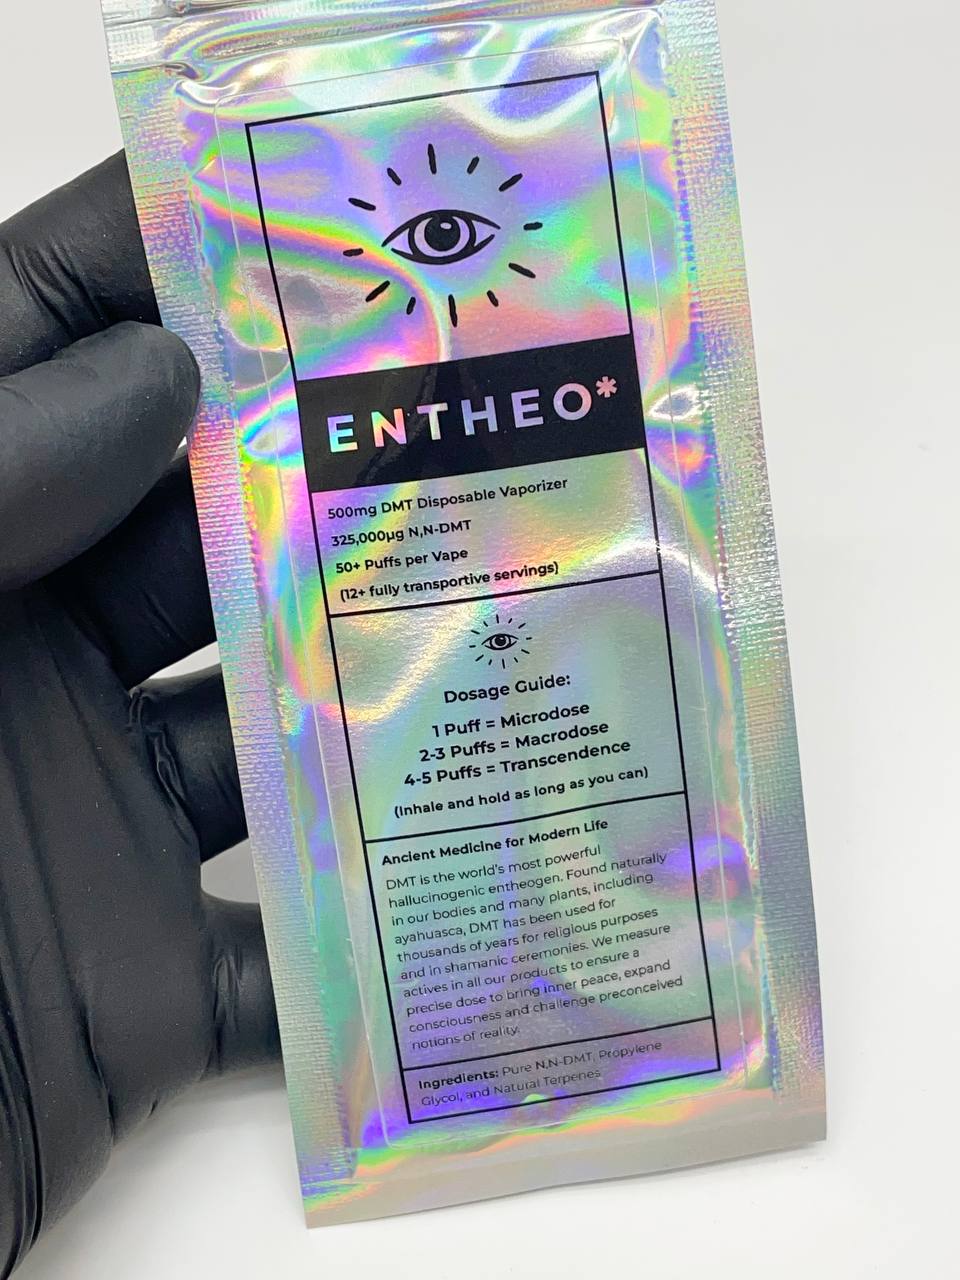 ENTHEO*
500mg DMT Disposable Vaporizer
325,000µg N,N-DMT
50+ Puffs per Vape
(12+ fully transportive servings)
Dosage Guide:
1 Puff = Microdose
2-3 Puffs = Macrodose
4-5 Puffs = Transcendence
(Inhale and hold as long as you can)
Ancient Medicine for Modern Life
DMT is the world's most powerful
hallucinogenic entheogen. Found naturally
in our bodies and many plants, including
ayahuasca, DMT has been used for
thousands of years for religious purposes
and in shamanic ceremonies. We measure
actives in all our products to ensure a
precise dose to bring inner peace, expand
consciousness and challenge preconceived
notions of reality.
Ingredients: Pure N,N-DMT, Propylene
Glycol, and Natural Terpenes